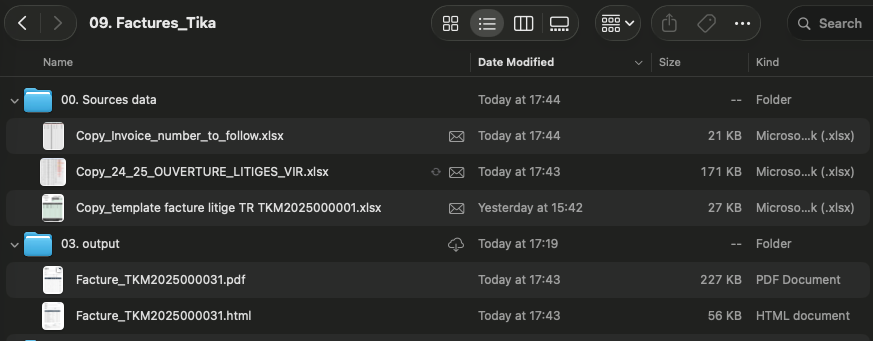 09. Factures_Tika
Search
Name Date Modified Size Kind
00. Sources data Today at 17:44 -- Folder
Copy_Invoice_number_to_follow.xlsx Today at 17:44 21 KB Microso...k (.xlsx)
Copy_24_25_OUVERTURE_LITIGES_VIR.xlsx Today at 17:43 171 KB Microso...k (.xlsx)
Copy_template facture litige TR TKM2025000001.xlsx Yesterday at 15:42 27 KB Microso...k (.xlsx)
03. output Today at 17:19 -- Folder
Facture_TKM2025000031.pdf Today at 17:43 227 KB PDF Document
Facture_TKM2025000031.html Today at 17:43 56 KB HTML document